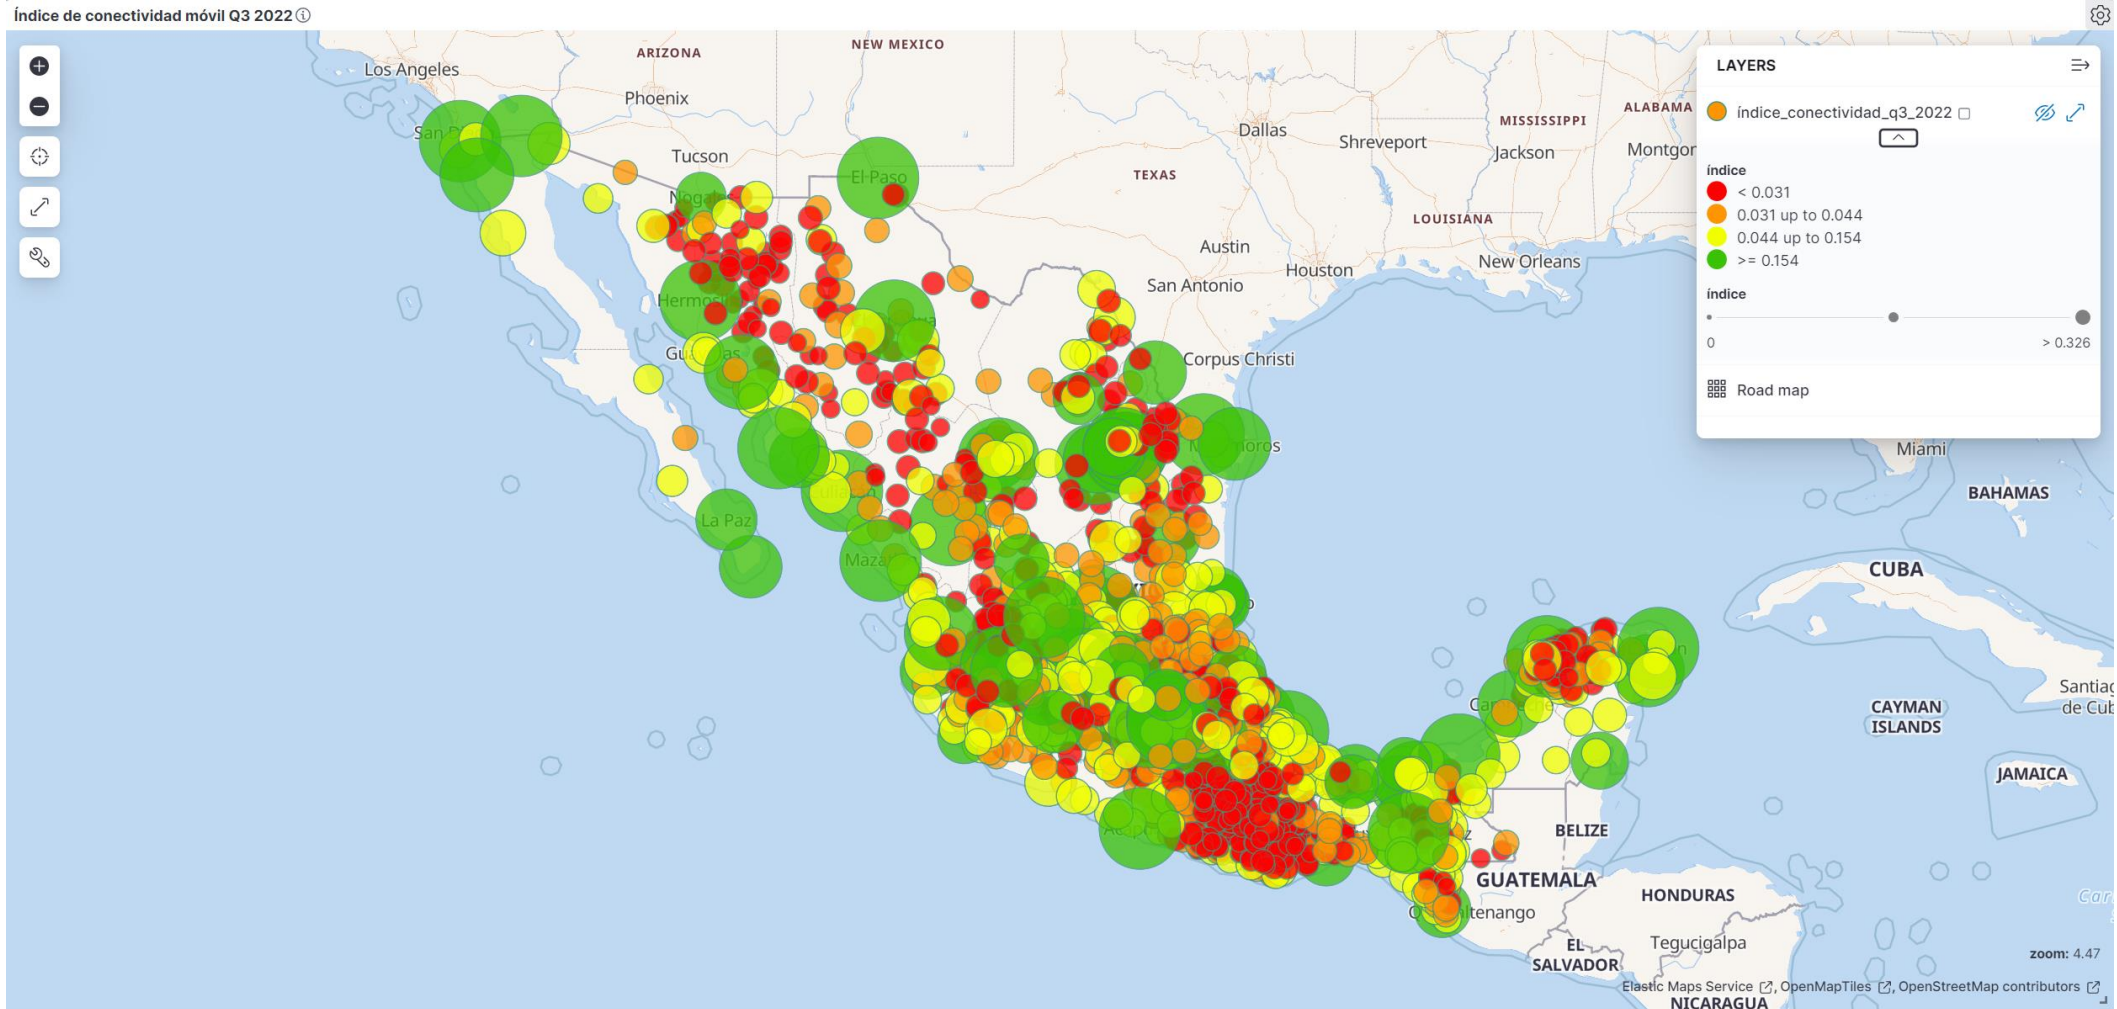 Índice de conectividad móvil Q3 2022
ARIZONA
NEW MEXICO
Los Angeles
Phoenix
Tucson
El Paso
TEXAS
Dallas
Shreveport
MISSISSIPPI
Jackson
ALABAMA
Montgor
LOUISIANA
Austin
Houston
New Orleans
San Antonio
Corpus Christi
La Paz
Miami
BAHAMAS
CUBA
CAYMAN
ISLANDS
Santiag
de Cub
JAMAICA
BELIZE
GUATEMALA
HONDURAS
Tegucigalpa
EL
SALVADOR
NICARAGUA
LAYERS
índice_conectividad_q3_2022
índice
< 0.031
0.031 up to 0.044
0.044 up to 0.154
>= 0.154
índice
0
> 0.326
Road map
zoom: 4.47
Elastic Maps Service, OpenMapTiles, OpenStreetMap contributors